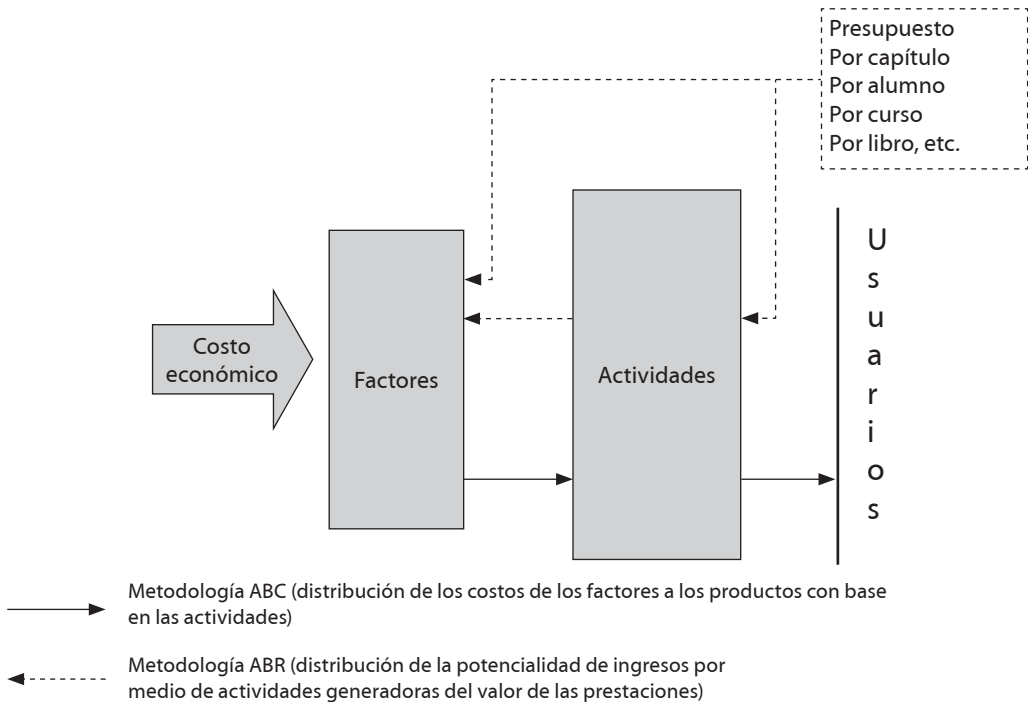 Presupuesto
Por capítulo
Por alumno
Por curso
Por libro, etc.
Costo
económico
Factores
Actividades
U
s
u
a
r
i
o
s
Metodología ABC (distribución de los costos de los factores a los productos con base
en las actividades)
Metodología ABR (distribución de la potencialidad de ingresos por
medio de actividades generadoras del valor de las prestaciones)